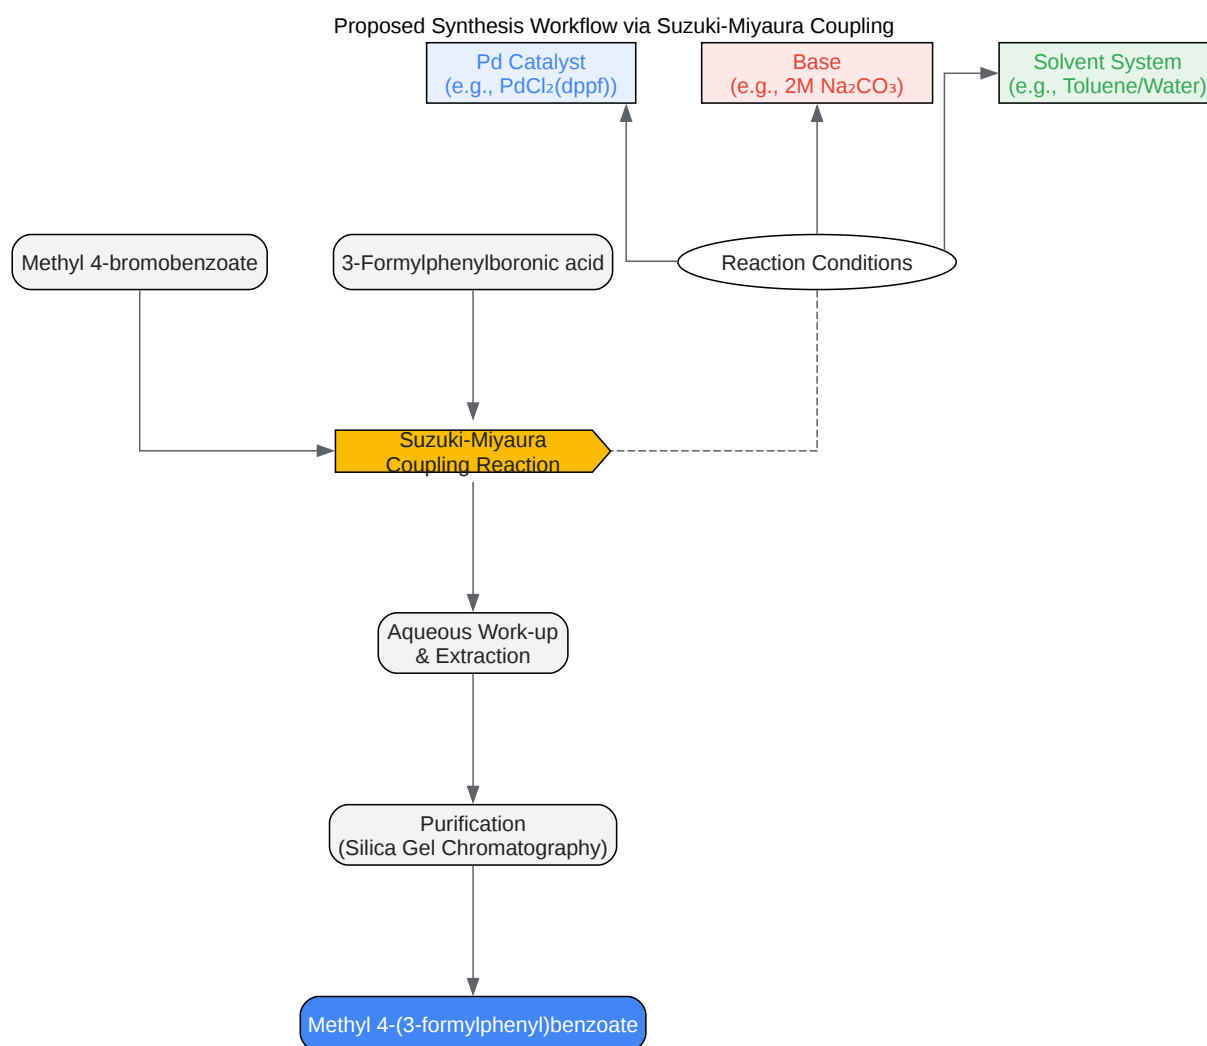 Proposed Synthesis Workflow via Suzuki-Miyaura Coupling
Pd Catalyst
(e.g., PdCl₂(dppf))
Base
(e.g., 2M Na₂CO₃)
Solvent System
(e.g., Toluene/Water)
Methyl 4-bromobenzoate
3-Formylphenylboronic acid
Reaction Conditions
Suzuki-Miyaura
Coupling Reaction
Aqueous Work-up
& Extraction
Purification
(Silica Gel Chromatography)
Methyl 4-(3-formylphenyl)benzoate